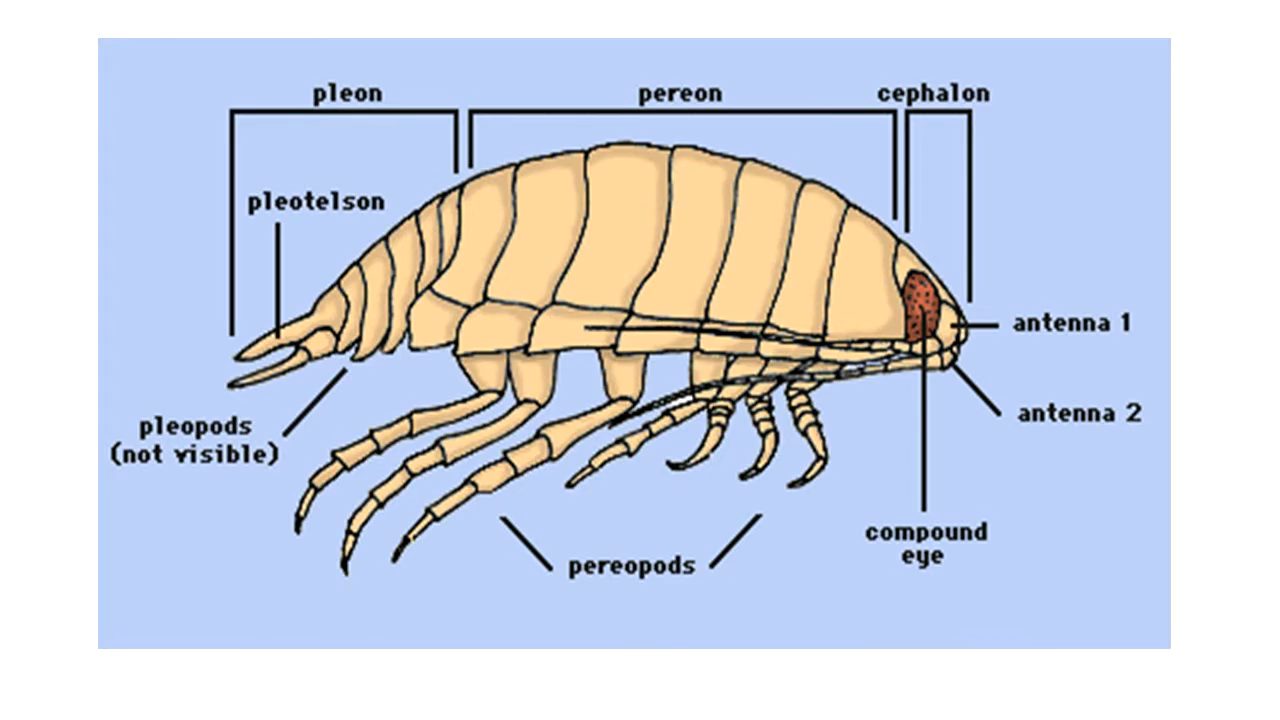 pleon
pereon
cephalon
pleotelson
antenna 1
antenna 2
pleopods
(not visible)
compound
eye
pereopods